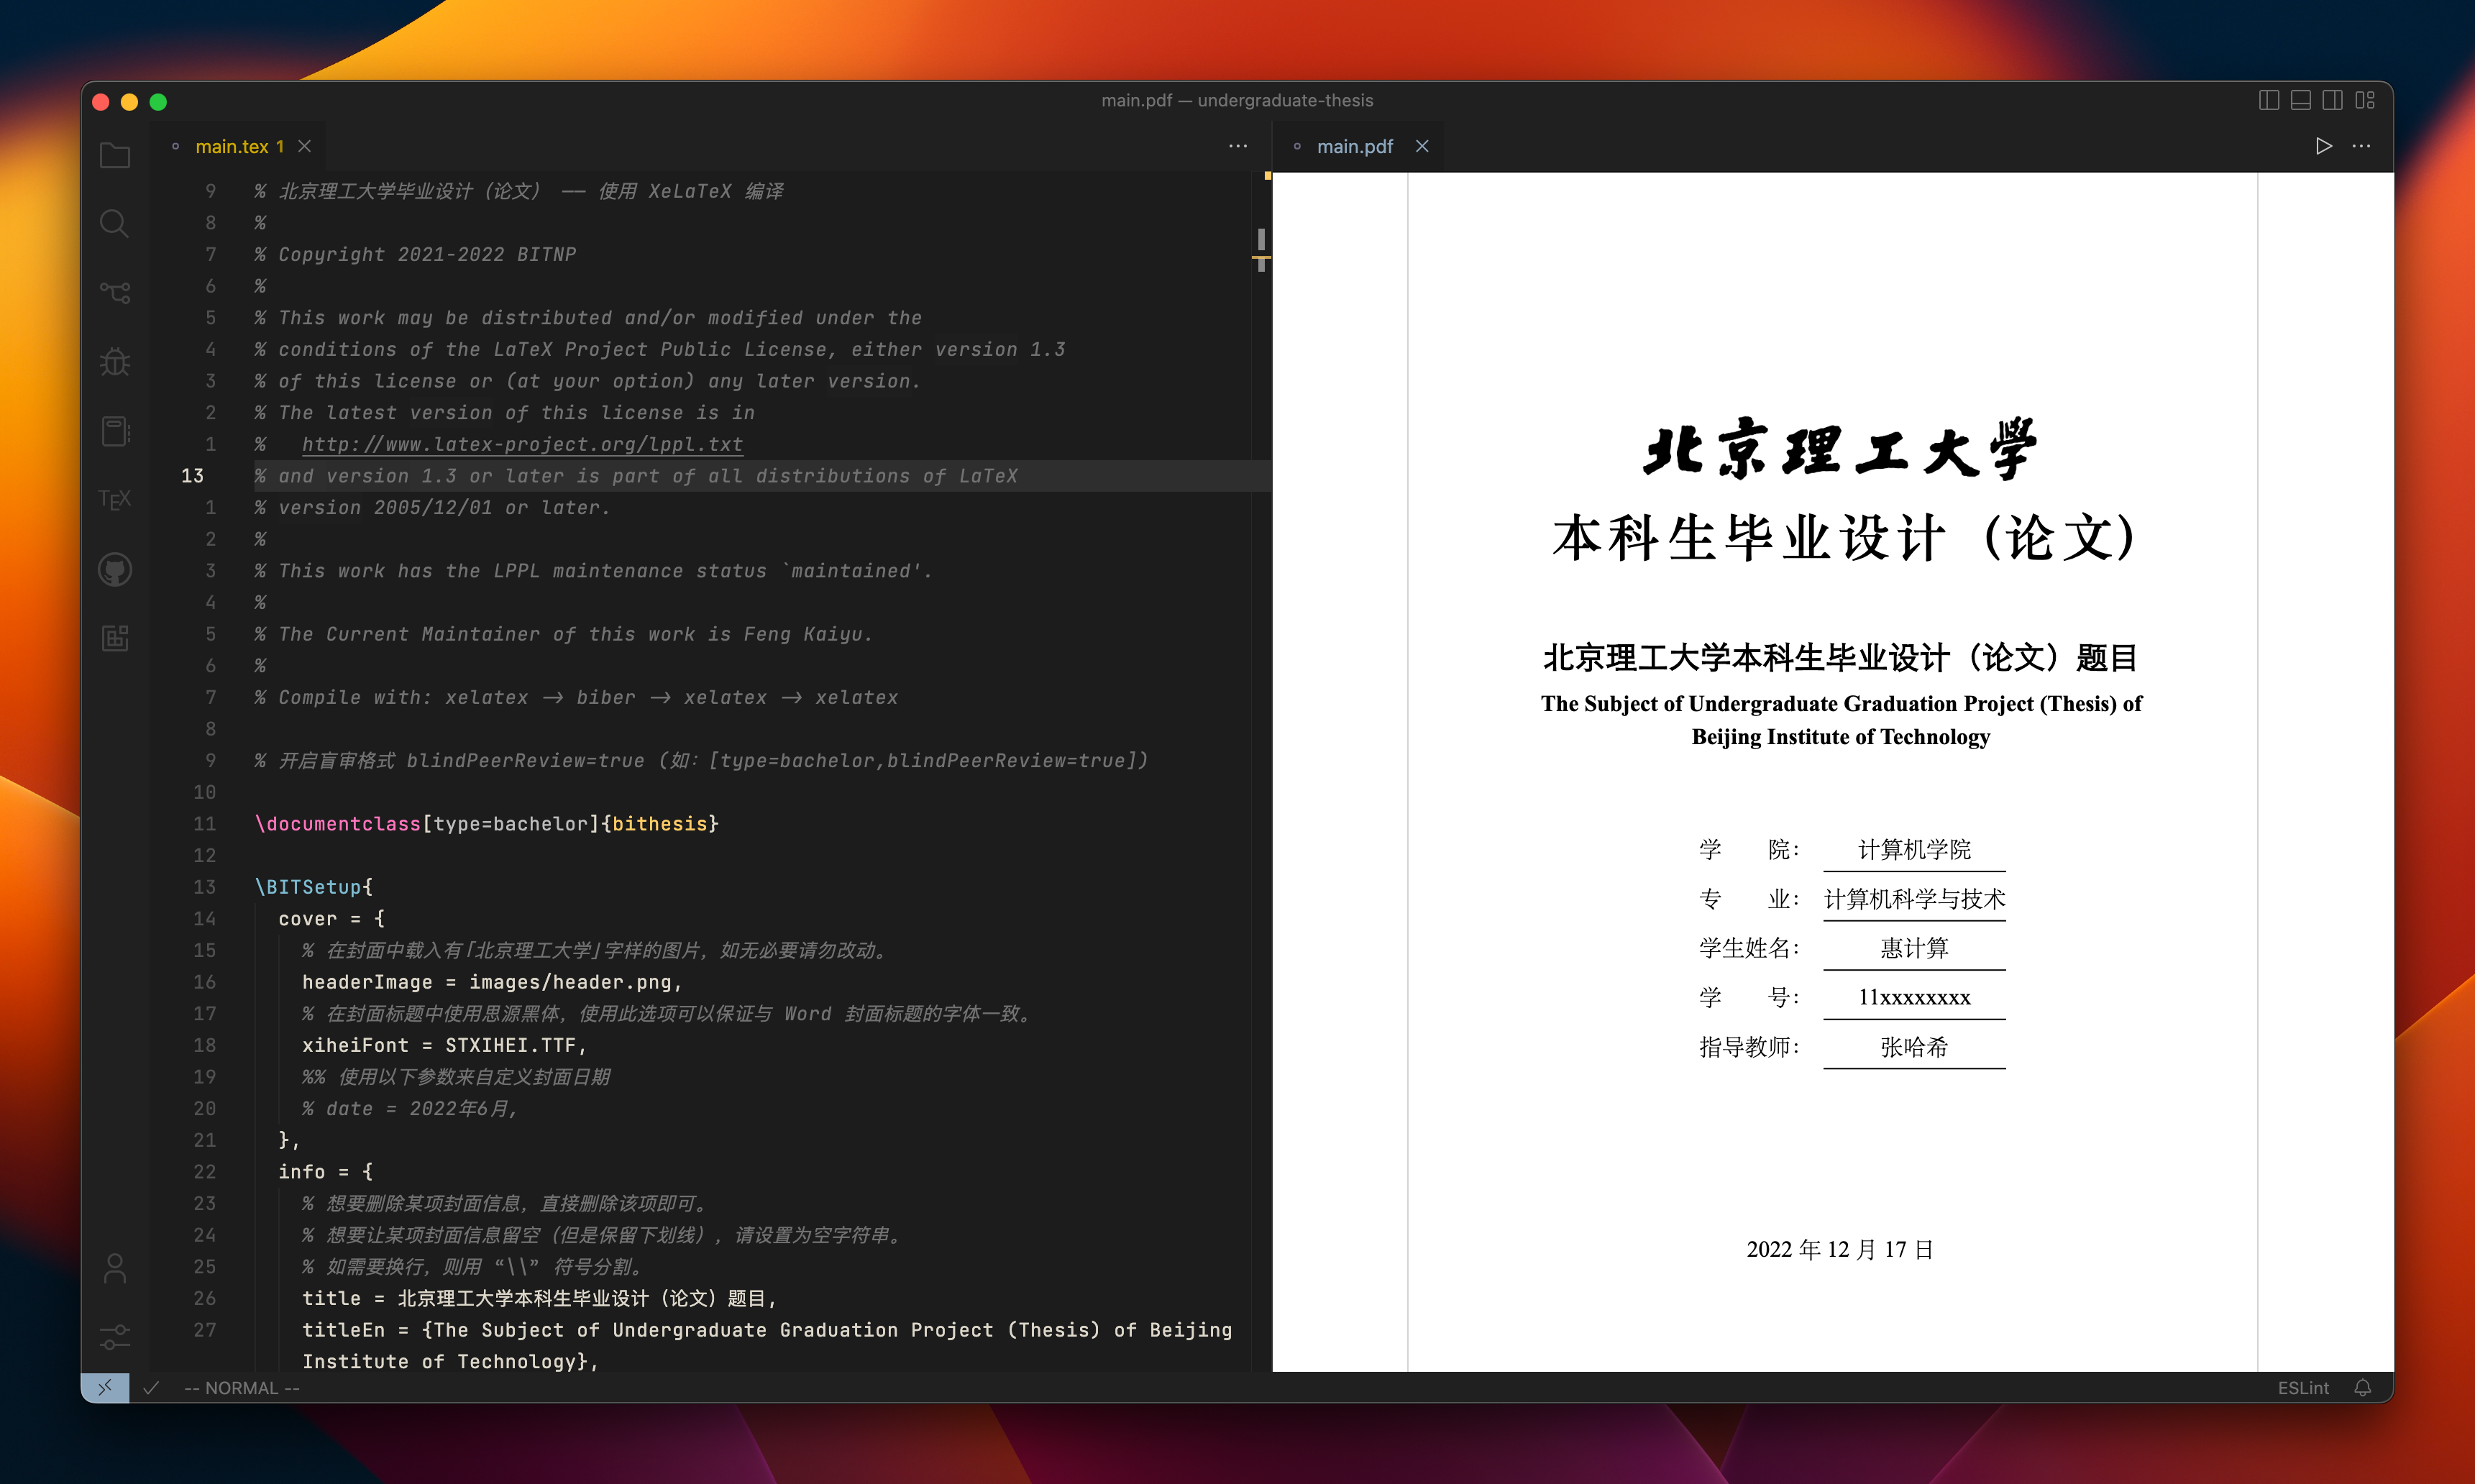 main.pdf — undergraduate-thesis
main.tex 1
9 % 北京理工大学毕业设计（论文） —— 使用 XeLaTeX 编译
8 %
7 % Copyright 2021-2022 BITNP
6 %
5 % This work may be distributed and/or modified under the
4 % conditions of the LaTeX Project Public License, either version 1.3
3 % of this license or (at your option) any later version.
2 % The latest version of this license is in
1 %   http://www.latex-project.org/lppl.txt
13 % and version 1.3 or later is part of all distributions of LaTeX
1 % version 2005/12/01 or later.
2 %
3 % This work has the LPPL maintenance status `maintained'.
4 %
5 % The Current Maintainer of this work is Feng Kaiyu.
6 %
7 % Compile with: xelatex -> biber -> xelatex -> xelatex
8
9 % 开启盲审格式 blindPeerReview=true (如：[type=bachelor,blindPeerReview=true])
10
11 \documentclass[type=bachelor]{bithesis}
12
13 \BITSetup{
14 cover = {
15 % 在封面中载入有「北京理工大学」字样的图片，如无必要请勿改动。
16 headerImage = images/header.png,
17 % 在封面标题中使用思源黑体，使用此选项可以保证与 Word 封面标题的字体一致。
18 xiheiFont = STXIHEI.TTF,
19 %% 使用以下参数来自定义封面日期
20 % date = 2022年6月,
21 },
22 info = {
23 % 想要删除某项封面信息，直接删除该项即可。
24 % 想要让某项封面信息留空（但是保留下划线），请设置为空字符串。
25 % 如需要换行，则用 “\\” 符号分割。
26 title = 北京理工大学本科生毕业设计（论文）题目,
27 titleEn = {The Subject of Undergraduate Graduation Project (Thesis) of Beijing
Institute of Technology},
TEX
main.pdf
北京理工大學
本科生毕业设计（论文）
北京理工大学本科生毕业设计（论文）题目
The Subject of Undergraduate Graduation Project (Thesis) of
Beijing Institute of Technology
学 院： 计算机学院
专 业： 计算机科学与技术
学生姓名： 惠计算
学 号： 11xxxxxxxx
指导教师： 张哈希
2022 年 12 月 17 日
-- NORMAL --
ESLint